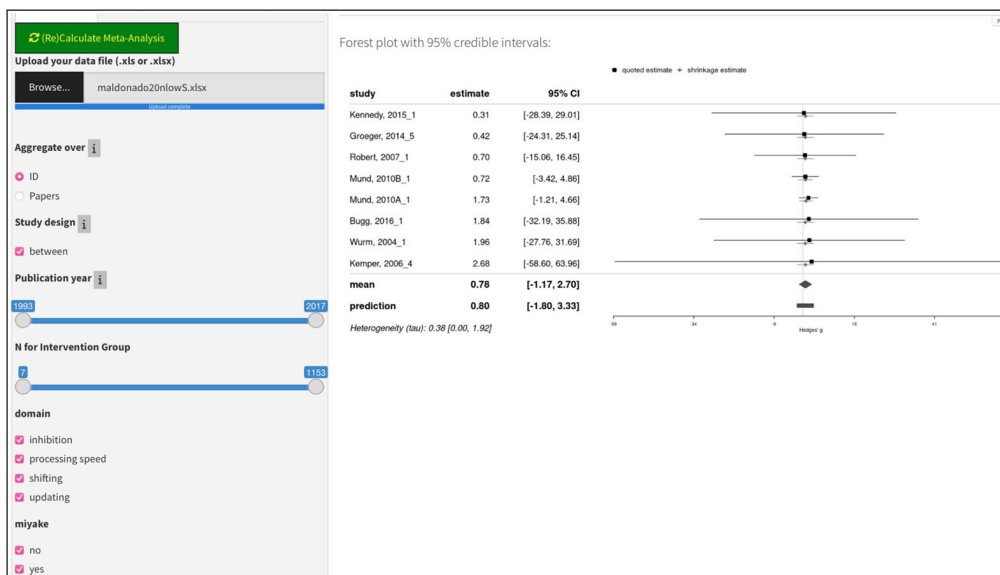 (Re)Calculate Meta-Analysis
Upload your data file (.xls or .xlsx)
Browse... maldonado20nlowS.xlsx
Upload complete
Aggregate over i
ID
Papers
Study design i
between
Publication year i
1993 2017
N for Intervention Group
7 1153
domain
inhibition
processing speed
shifting
updating
miyake
no
yes
Forest plot with 95% credible intervals:
quoted estimate shrinkage estimate
study estimate 95% CI
Kennedy, 2015_1 0.31 [-28.39, 29.01]
Groeger, 2014_5 0.42 [-24.31, 25.14]
Robert, 2007_1 0.70 [-15.06, 16.45]
Mund, 2010B_1 0.72 [-3.42, 4.86]
Mund, 2010A_1 1.73 [-1.21, 4.66]
Bugg, 2016_1 1.84 [-32.19, 35.88]
Wurm, 2004_1 1.96 [-27.76, 31.69]
Kemper, 2006_4 2.68 [-58.60, 63.96]
mean 0.78 [-1.17, 2.70]
prediction 0.80 [-1.80, 3.33]
Heterogeneity (tau): 0.38 [0.00, 1.92]
-34 -9 16 41
Hedges' g